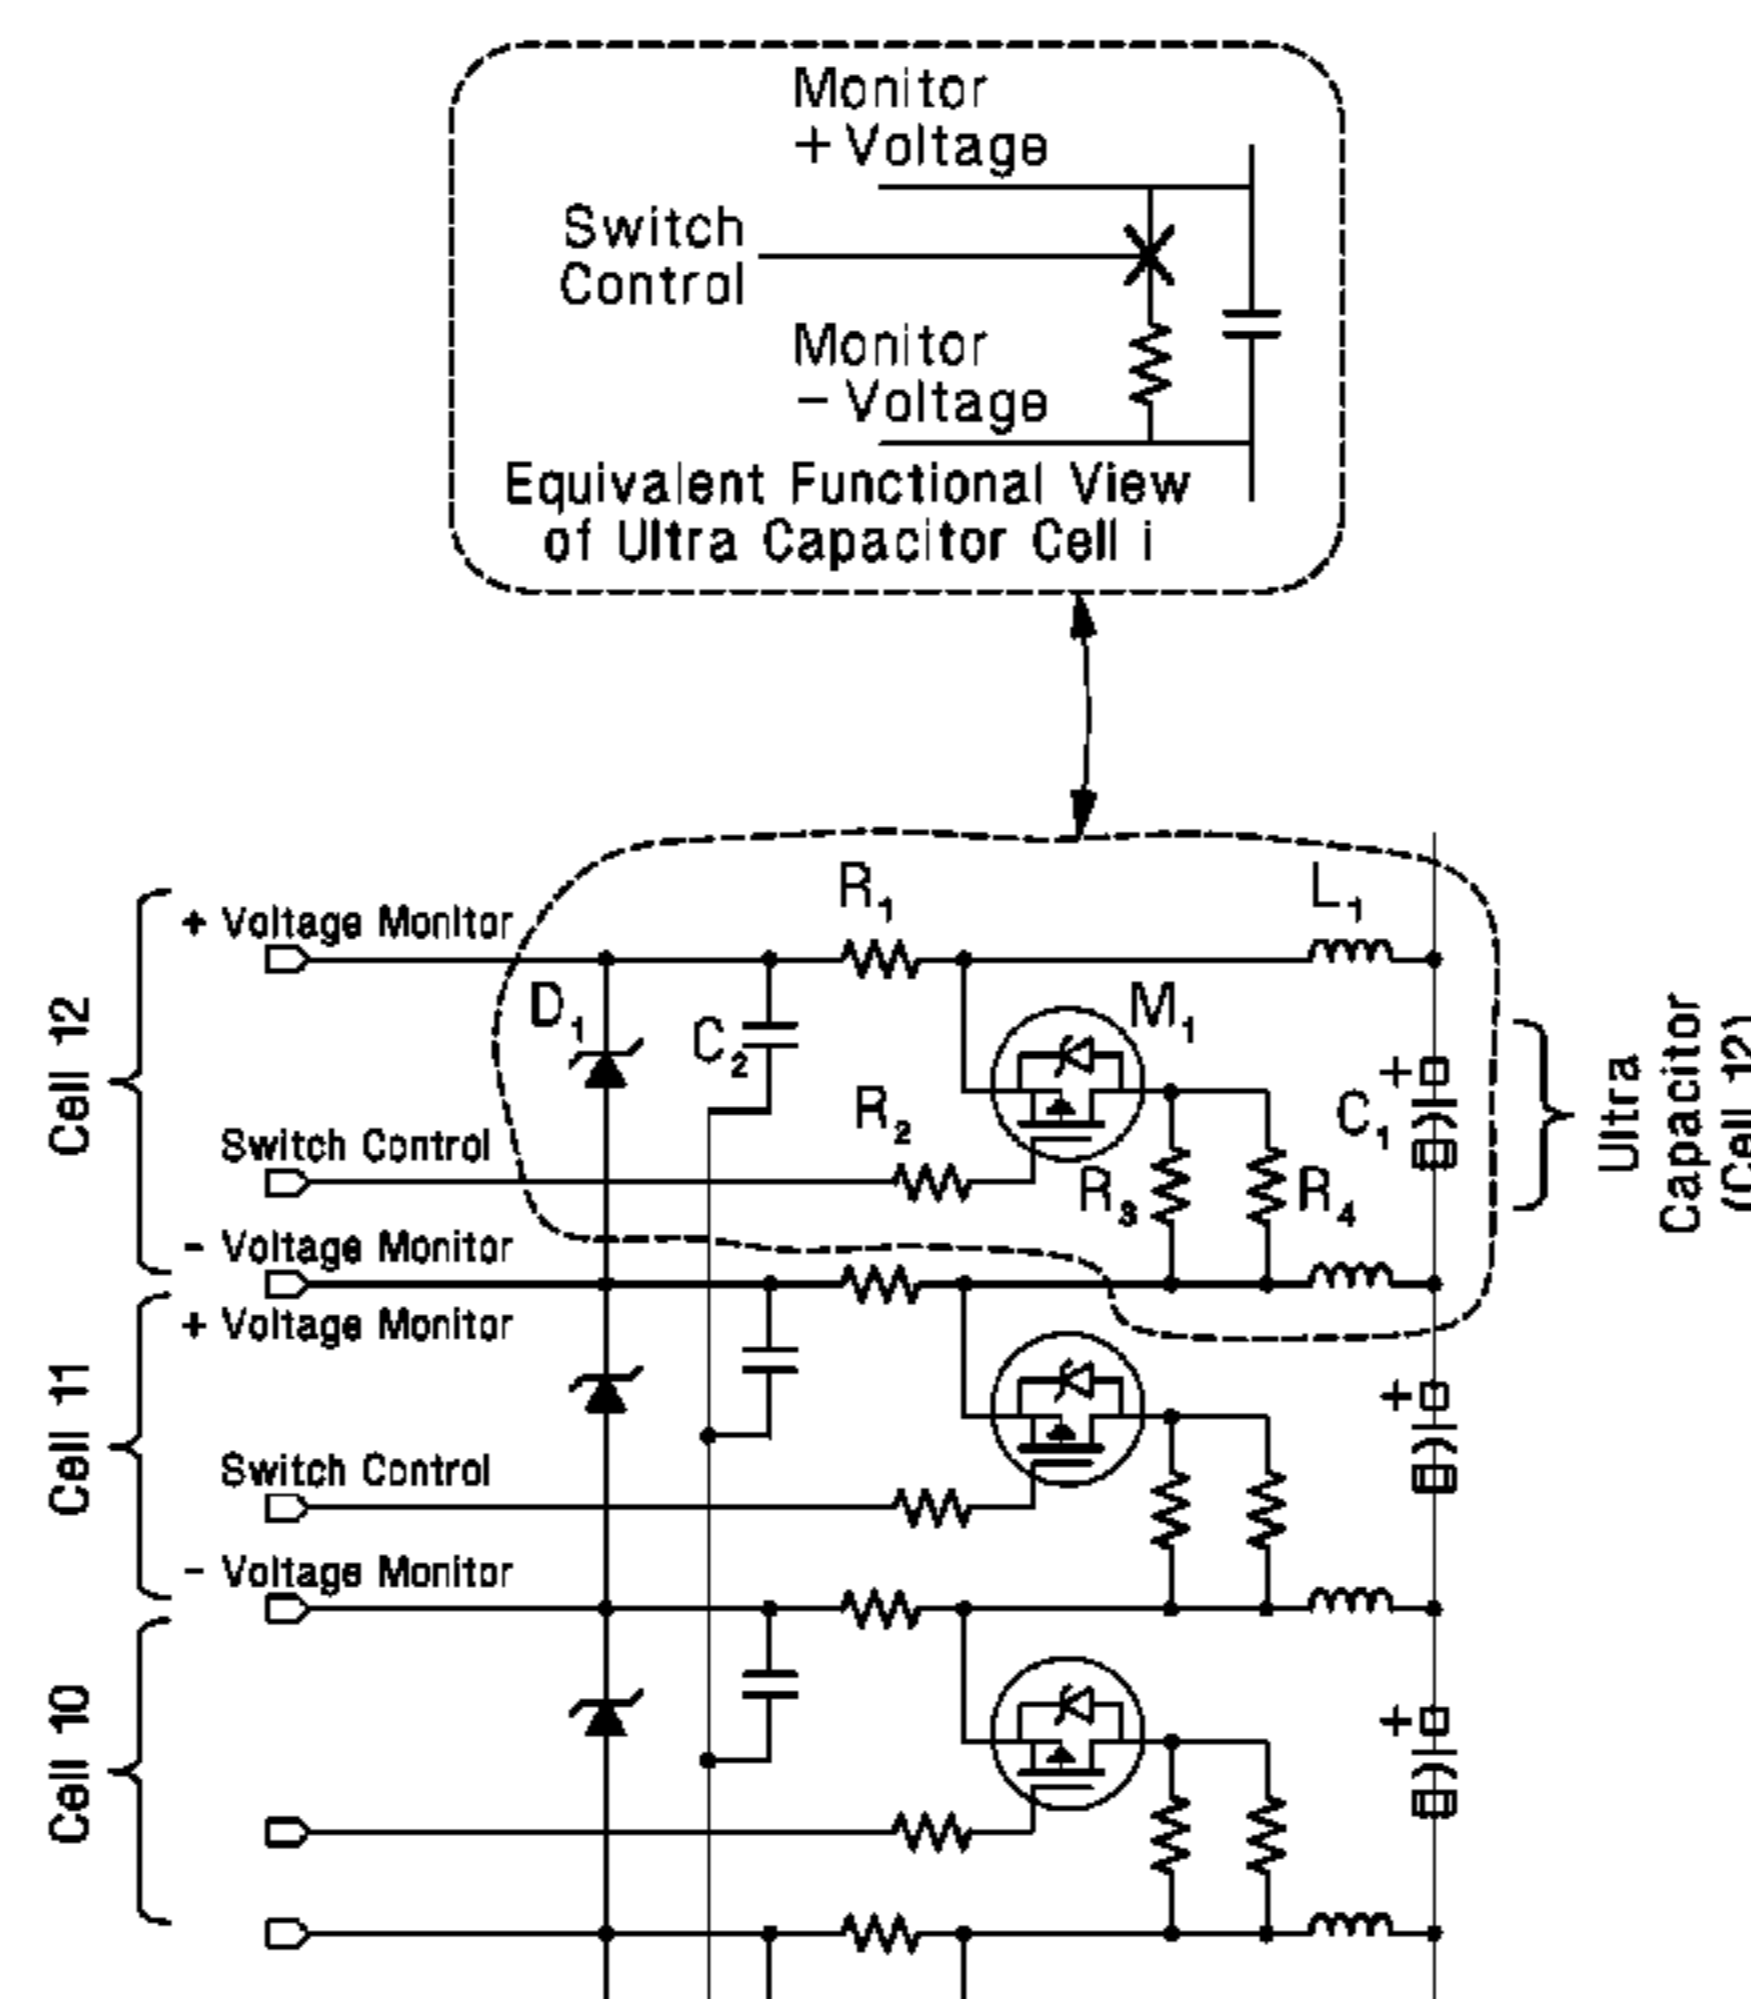 Monitor
+ Voltage
Switch
Control
Monitor
- Voltage
Equivalent Functional View
of Ultra Capacitor Cell i
R1
L1
+ Voltage Monitor
D1
C2
M1
Cell 12
+
C1
R2
Switch Control
R3
R4
Ultra
Capacitor
(Cell 12)
- Voltage Monitor
+ Voltage Monitor
Cell 11
+
Switch Control
- Voltage Monitor
Cell 10
+